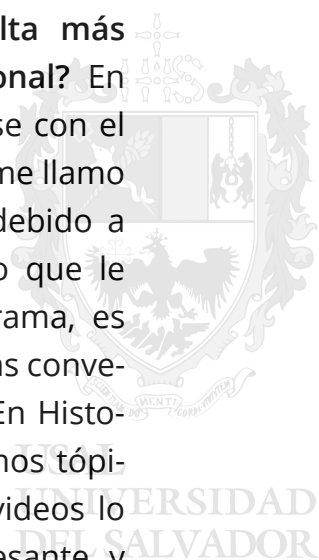 lta más
onal? En
se con el
me llamo
debido a
o que le
rama, es
as conve-
En Histo-
nos tópi-
videos lo
esante y
USAL
UNIVERSIDAD
DEL SALVADOR